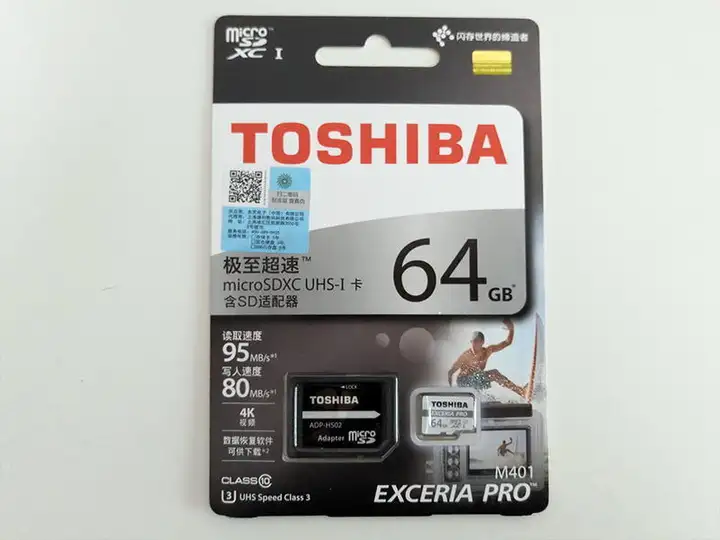 micro SD XC I
闪存世界的缔造者
TOSHIBA
极至超速™
microSDXC UHS-I 卡
含SD适配器
64GB*
读取速度
95MB/s*1
写入速度
80MB/s*1
4K
视频
数据恢复软件
可供下载*2
CLASS 10
3 UHS Speed Class 3
LOCK
TOSHIBA
ADP-HS02
Adapter micro SD
TOSHIBA
EXCERIA PRO
64GB
M401
EXCERIA PRO™